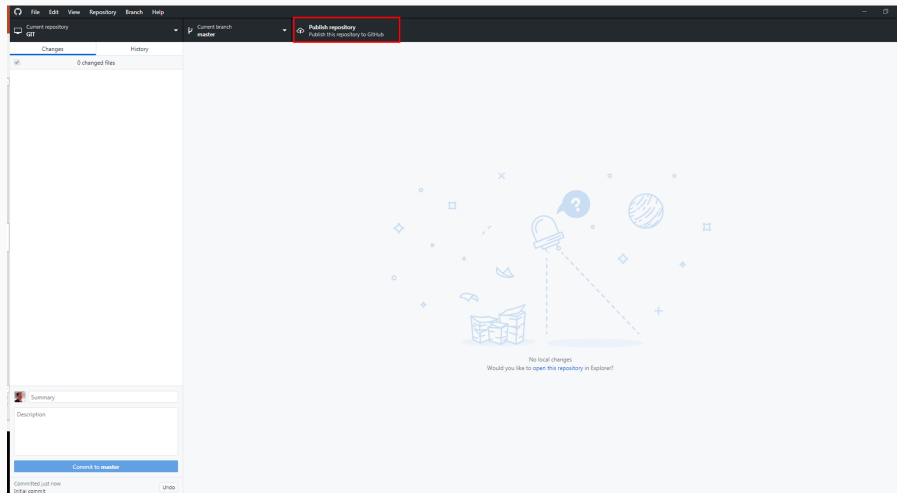 File Edit View Repository Branch Help
Current repository
GIT
Current branch
master
Publish repository
Publish this repository to GitHub
Changes History
0 changed files
?
No local changes
Would you like to open this repository in Explorer?
Summary
Description
Commit to master
Committed just now
Initial commit
Undo